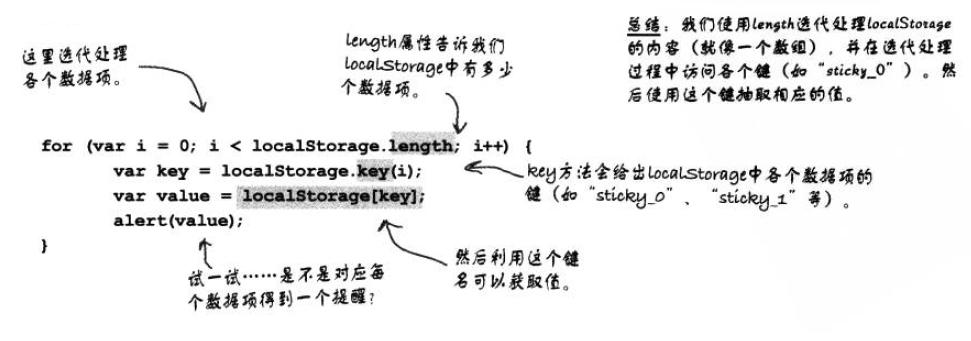 这里迭代处理
各个数据项。
length属性告诉我们
localStorage中有多少
个数据项。
总结：我们使用length迭代处理localStorage
的内容（就像一个数组），并在迭代处理
过程中访问各个键（如“sticky_0”）。然
后使用这个键抽取相应的值。
for (var i = 0; i < localStorage.length; i++) {
var key = localStorage.key(i);
var value = localStorage[key];
alert(value);
}
key方法会给出localStorage中各个数据项的
键（如“sticky_0”、“sticky_1”等）。
然后利用这个键
名可以获取值。
试一试……是不是对应每
个数据项得到一个提醒？